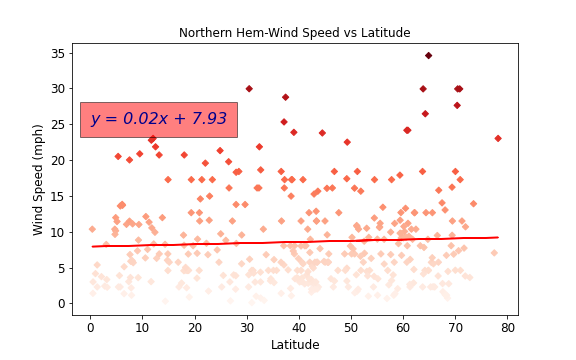 Northern Hem-Wind Speed vs Latitude
35
30
25
20
15
10
5
0
Wind Speed (mph)
y = 0.02x + 7.93
0 10 20 30 40 50 60 70 80
Latitude